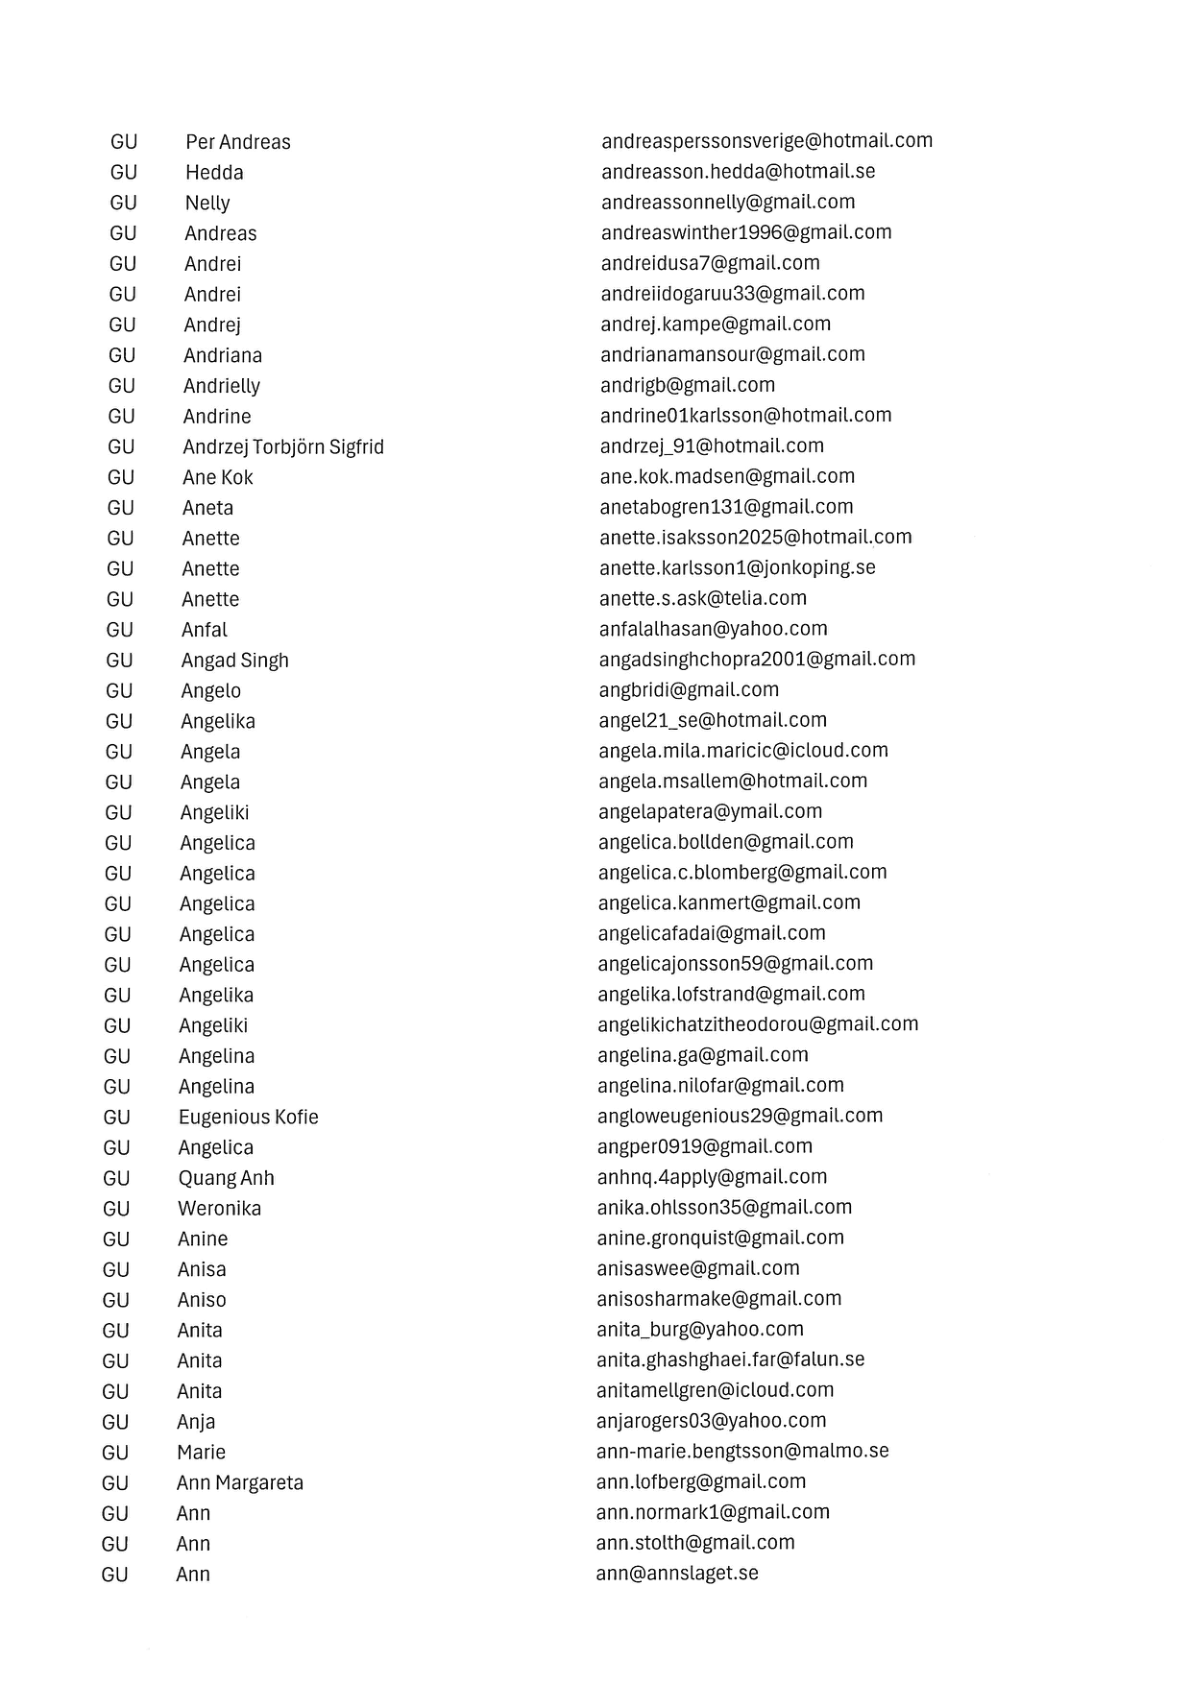 GU Per Andreas andreasperssonsverige@hotmail.com
GU Hedda andreasson.hedda@hotmail.se
GU Nelly andreassonnelly@gmail.com
GU Andreas andreaswinther1996@gmail.com
GU Andrei andreidusa7@gmail.com
GU Andrei andreiidogaruu33@gmail.com
GU Andrej andrej.kampe@gmail.com
GU Andriana andrianamansour@gmail.com
GU Andrielly andrigb@gmail.com
GU Andrine andrine01karlsson@hotmail.com
GU Andrzej Torbjörn Sigfrid andrzej_91@hotmail.com
GU Ane Kok ane.kok.madsen@gmail.com
GU Aneta anetabogren131@gmail.com
GU Anette anette.isaksson2025@hotmail.com
GU Anette anette.karlsson1@jonkoping.se
GU Anette anette.s.ask@telia.com
GU Anfal anfalalhasan@yahoo.com
GU Angad Singh angadsinghchopra2001@gmail.com
GU Angelo angbridi@gmail.com
GU Angelika angel21_se@hotmail.com
GU Angela angela.mila.maricic@icloud.com
GU Angela angela.msallem@hotmail.com
GU Angeliki angelapatera@ymail.com
GU Angelica angelica.bollden@gmail.com
GU Angelica angelica.c.blomberg@gmail.com
GU Angelica angelica.kanmert@gmail.com
GU Angelica angelicafadai@gmail.com
GU Angelica angelicajonsson59@gmail.com
GU Angelika angelika.lofstrand@gmail.com
GU Angeliki angelikichatzitheodorou@gmail.com
GU Angelina angelina.ga@gmail.com
GU Angelina angelina.nilofar@gmail.com
GU Eugenious Kofie angloweugenious29@gmail.com
GU Angelica angper0919@gmail.com
GU Quang Anh anhnq.4apply@gmail.com
GU Weronika anika.ohlsson35@gmail.com
GU Anine anine.gronquist@gmail.com
GU Anisa anisaswee@gmail.com
GU Aniso anisosharmake@gmail.com
GU Anita anita_burg@yahoo.com
GU Anita anita.ghashghaei.far@falun.se
GU Anita anitamellgren@icloud.com
GU Anja anjarogers03@yahoo.com
GU Marie ann-marie.bengtsson@malmo.se
GU Ann Margareta ann.lofberg@gmail.com
GU Ann ann.normark1@gmail.com
GU Ann ann.stolth@gmail.com
GU Ann ann@annslaget.se